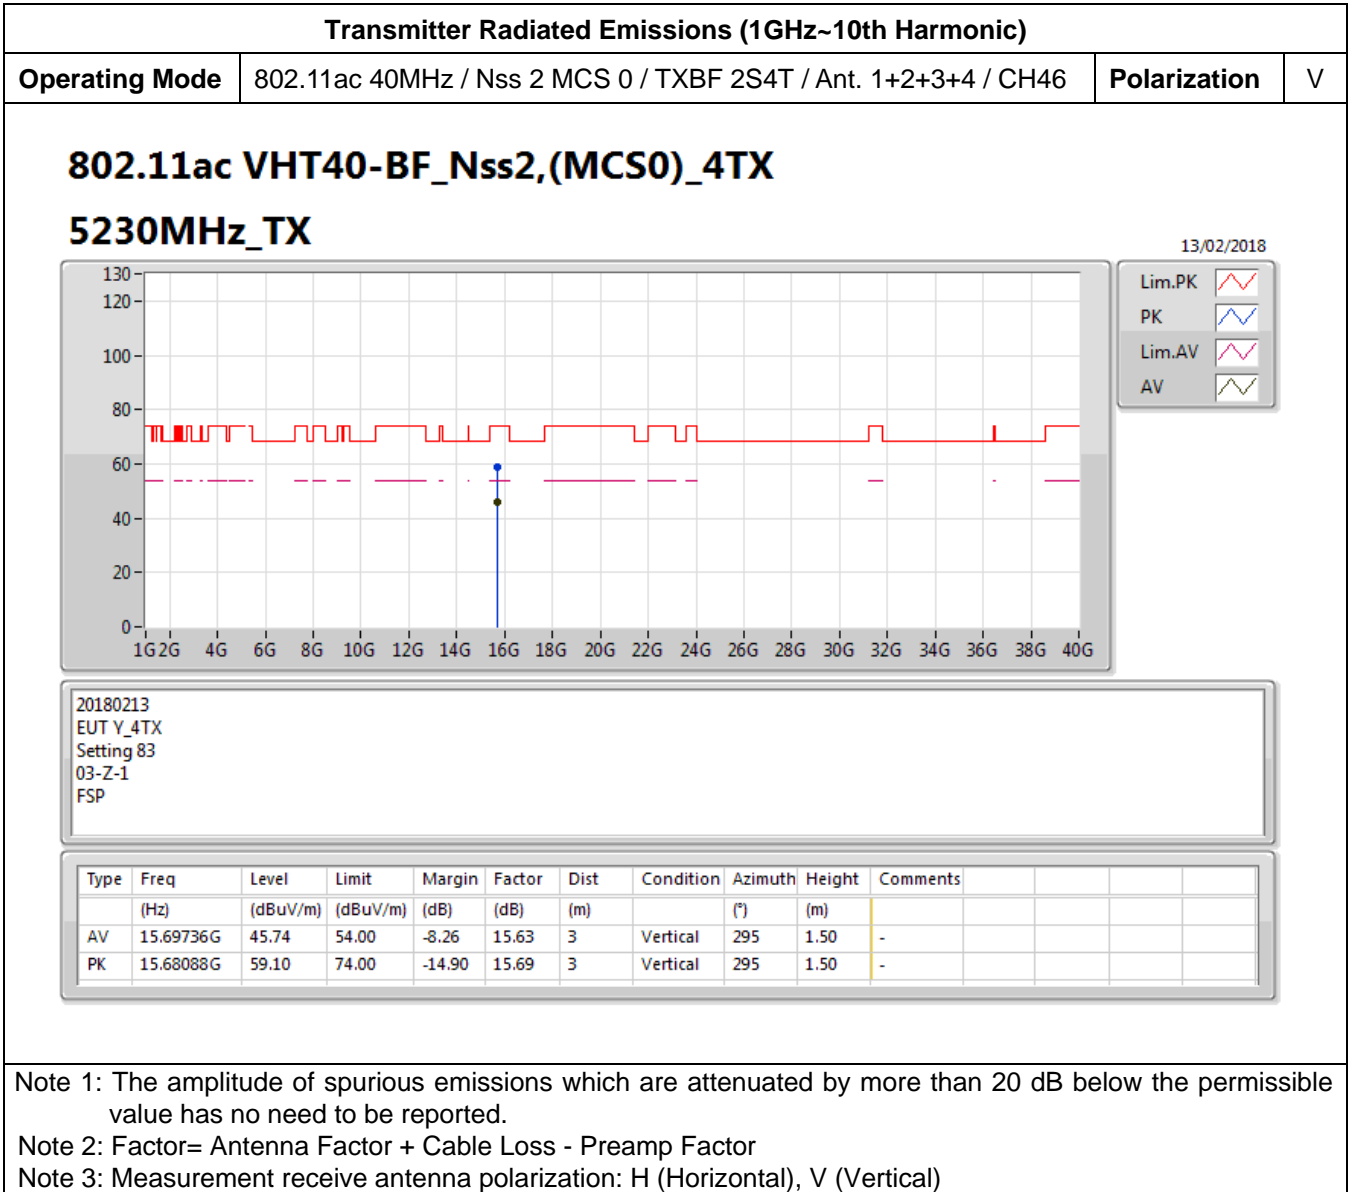 Transmitter Radiated Emissions (1GHz~10th Harmonic)
Operating Mode 802.11ac 40MHz / Nss 2 MCS 0 / TXBF 2S4T / Ant. 1+2+3+4 / CH46 Polarization V
802.11ac VHT40-BF_Nss2,(MCS0)_4TX
5230MHz_TX
13/02/2018
130
120
100
80
60
40
20
0
1G 2G 4G 6G 8G 10G 12G 14G 16G 18G 20G 22G 24G 26G 28G 30G 32G 34G 36G 38G 40G
Lim.PK
PK
Lim.AV
AV
20180213
EUT Y_4TX
Setting 83
03-Z-1
FSP
Type Freq Level Limit Margin Factor Dist Condition Azimuth Height Comments
(Hz) (dBuV/m) (dBuV/m) (dB) (dB) (m) (°) (m)
AV 15.69736G 45.74 54.00 -8.26 15.63 3 Vertical 295 1.50 -
PK 15.68088G 59.10 74.00 -14.90 15.69 3 Vertical 295 1.50 -
Note 1: The amplitude of spurious emissions which are attenuated by more than 20 dB below the permissible
value has no need to be reported.
Note 2: Factor= Antenna Factor + Cable Loss - Preamp Factor
Note 3: Measurement receive antenna polarization: H (Horizontal), V (Vertical)